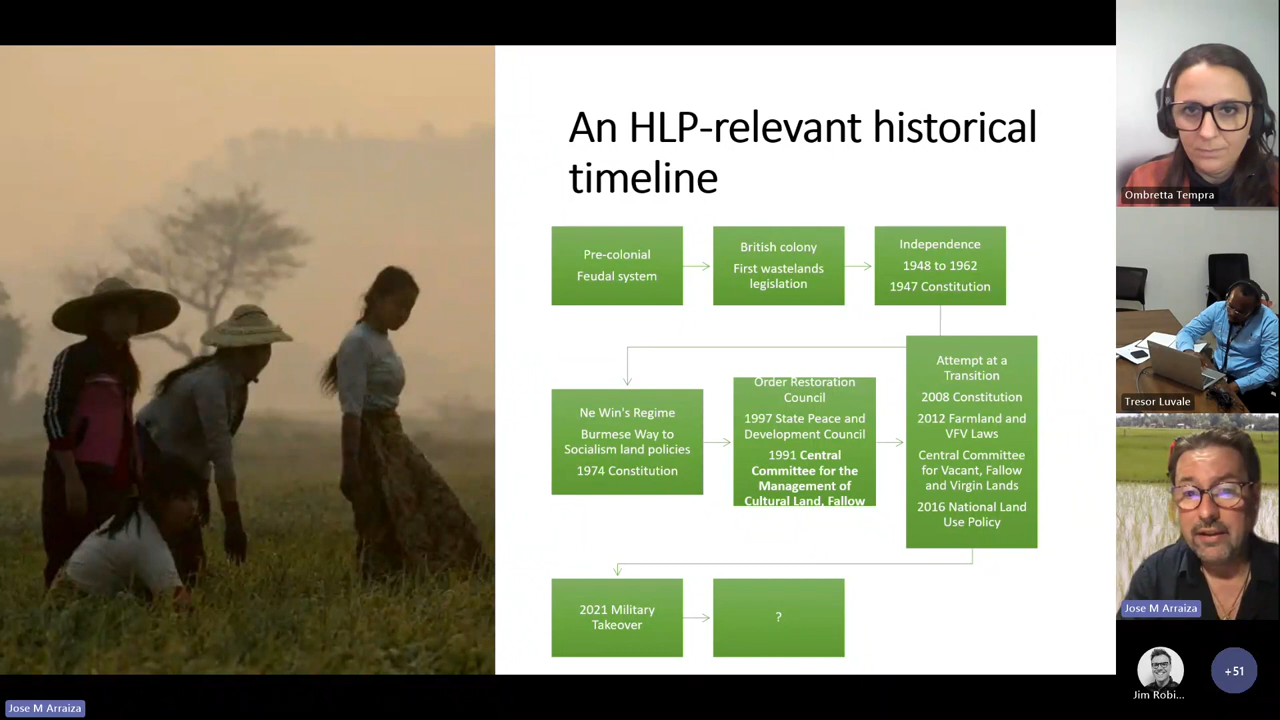 An HLP-relevant historical
timeline
Pre-colonial
Feudal system
British colony
First wastelands
legislation
Independence
1948 to 1962
1947 Constitution
Ne Win's Regime
Burmese Way to
Socialism land policies
1974 Constitution
Order Restoration
Council
1997 State Peace and
Development Council
1991 Central
Committee for the
Management of
Cultural Land, Fallow
Attempt at a
Transition
2008 Constitution
2012 Farmland and
VFV Laws
Central Committee
for Vacant, Fallow
and Virgin Lands
2016 National Land
Use Policy
2021 Military
Takeover
?
Ombretta Tempra
Tresor Luvale
Jose M Arraiza
Jim Robi...
+51
Jose M Arraiza